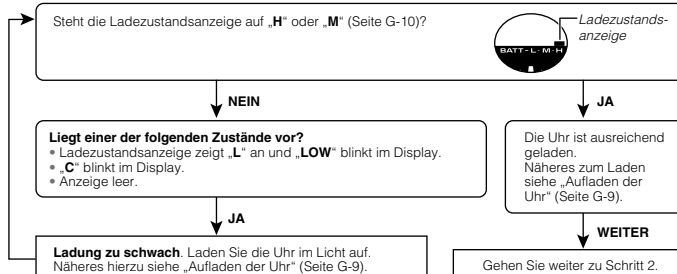 Steht die Ladezustandsanzeige auf „H“ oder „M“ (Seite G-10)?
Ladezustands-
anzeige
BATT-L-M-H
NEIN
JA
Liegt einer der folgenden Zustände vor?
• Ladezustandsanzeige zeigt „L“ an und „LOW“ blinkt im Display.
• „C“ blinkt im Display.
• Anzeige leer.
Die Uhr ist ausreichend
geladen.
Näheres zum Laden
siehe „Aufladen der
Uhr“ (Seite G-9).
JA
WEITER
Ladung zu schwach. Laden Sie die Uhr im Licht auf.
Näheres hierzu siehe „Aufladen der Uhr“ (Seite G-9).
Gehen Sie weiter zu Schritt 2.